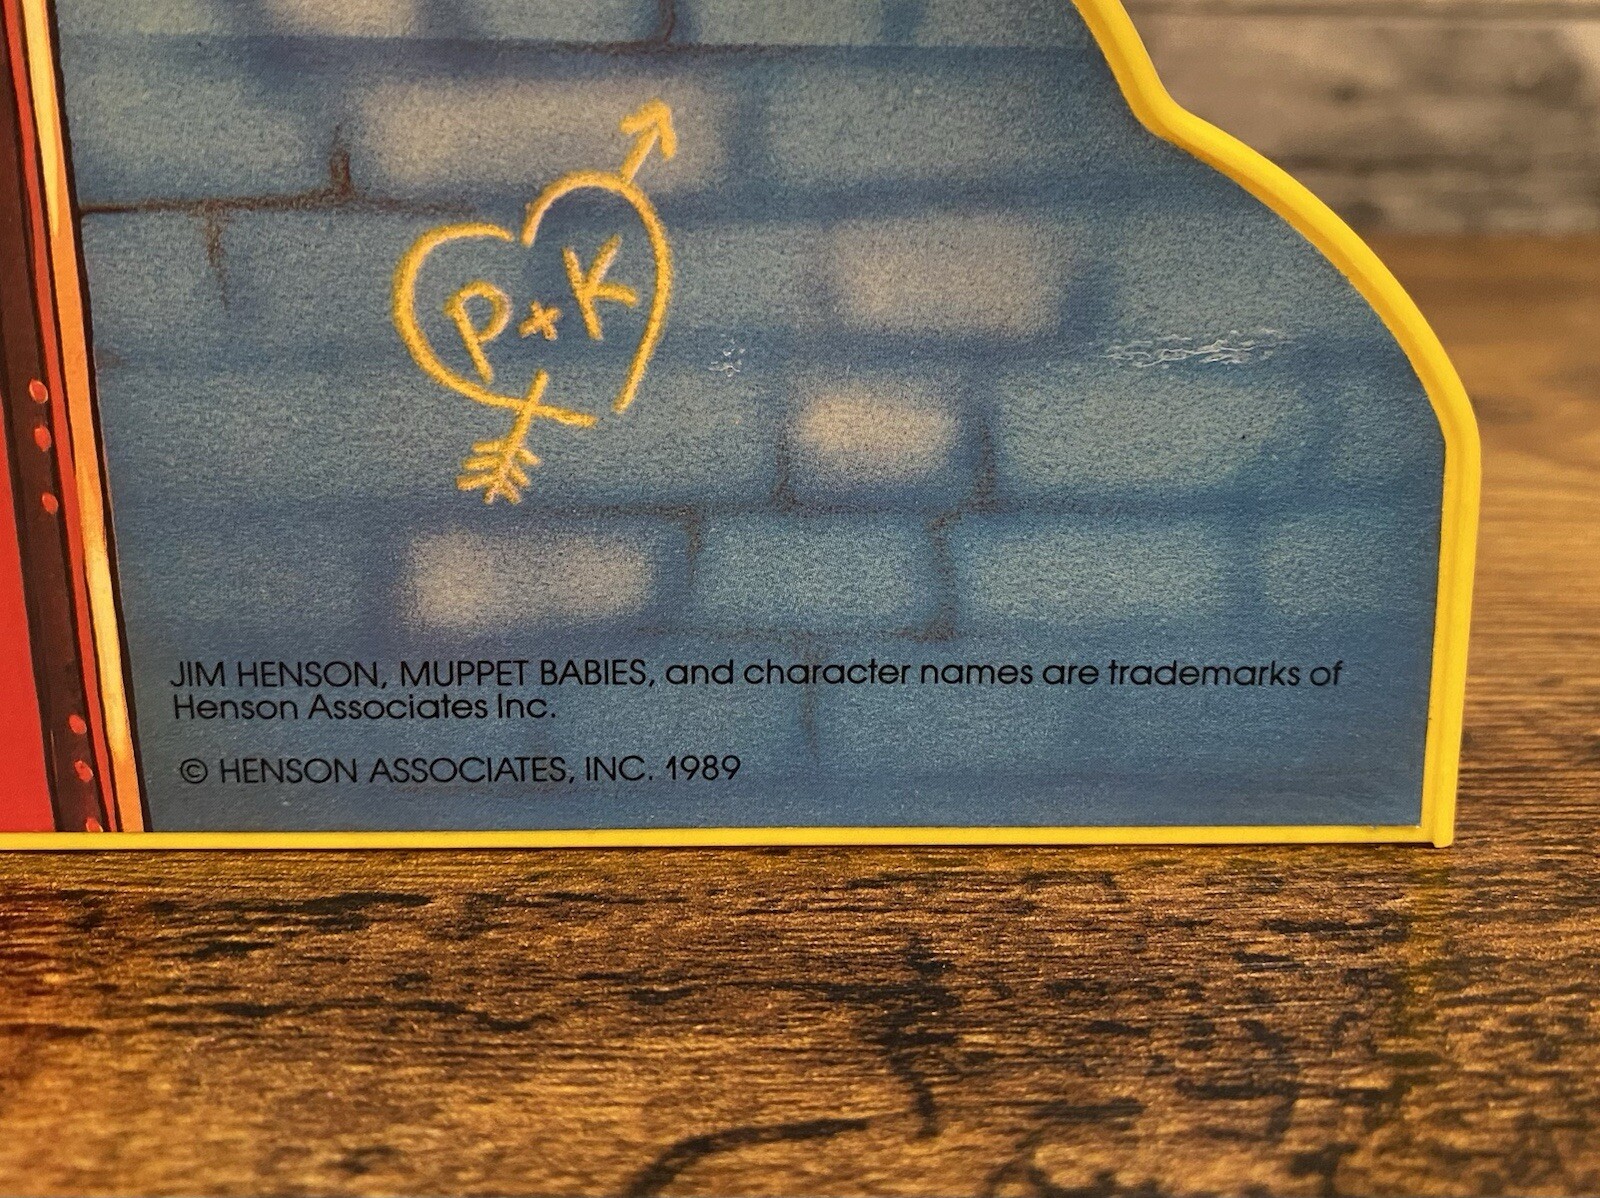 P + K
JIM HENSON, MUPPET BABIES, and character names are trademarks of
Henson Associates Inc.
© HENSON ASSOCIATES, INC. 1989